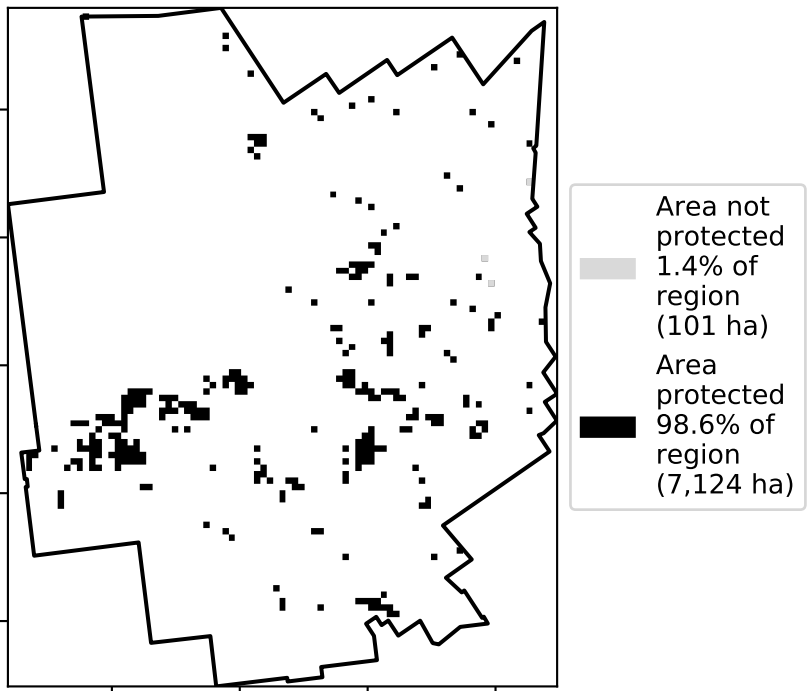 Area not
protected
1.4% of
region
(101 ha)
Area
protected
98.6% of
region
(7,124 ha)